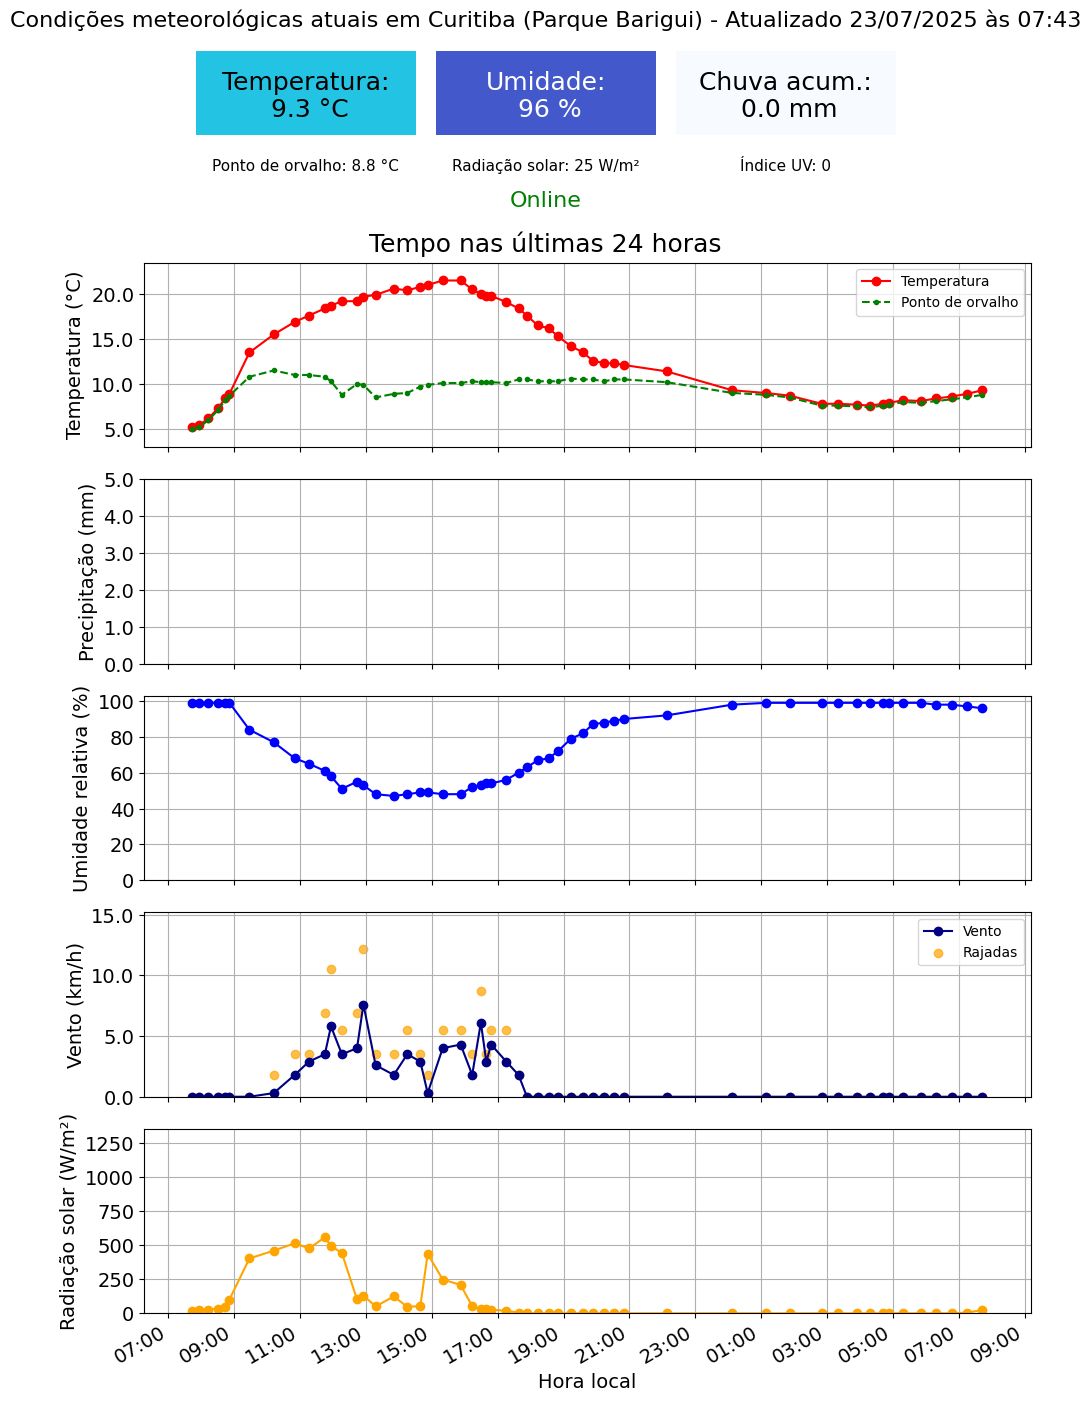 Condições meteorológicas atuais em Curitiba (Parque Barigui) - Atualizado 23/07/2025 às 07:43
Temperatura:
9.3 °C
Umidade:
96 %
Chuva acum.:
0.0 mm
Ponto de orvalho: 8.8 °C
Radiação solar: 25 W/m²
Índice UV: 0
Online
Tempo nas últimas 24 horas
Temperatura (°C)
20.0
15.0
10.0
5.0
Temperatura
Ponto de orvalho
Precipitação (mm)
5.0
4.0
3.0
2.0
1.0
0.0
Umidade relativa (%)
100
80
60
40
20
0
Vento (km/h)
15.0
10.0
5.0
0.0
Vento
Rajadas
Radiação solar (W/m²)
1250
1000
750
500
250
0
07:00
09:00
11:00
13:00
15:00
17:00
19:00
21:00
23:00
01:00
03:00
05:00
07:00
09:00
Hora local